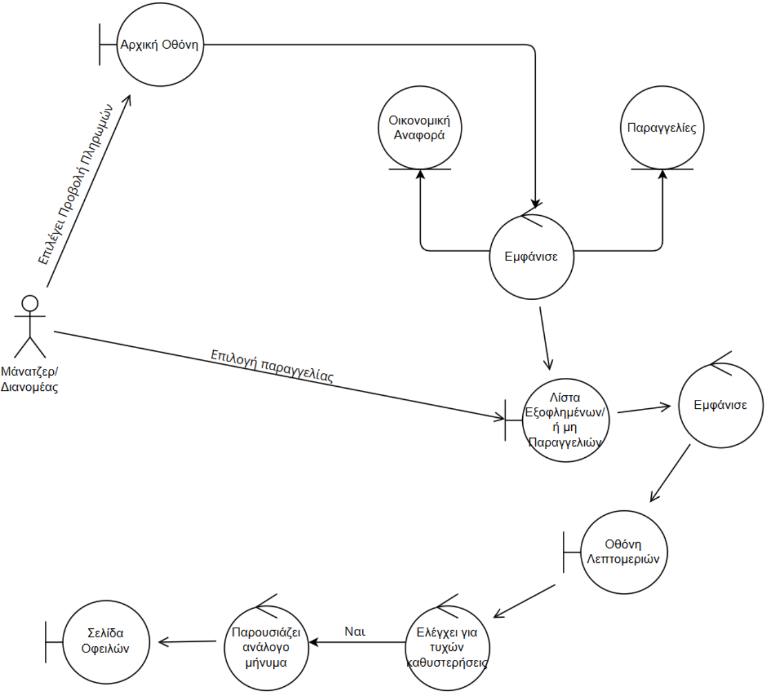 Αρχική Οθόνη
Επιλέγει Προβολή Πληρωμών
Οικονομική
Αναφορά
Παραγγελίες
Εμφάνισε
Μάνατζερ/
Διανομέας
Επιλογή παραγγελίας
Λίστα
Εξοφλημένων/
ή μη
Παραγγελιών
Εμφάνισε
Οθόνη
Λεπτομεριών
Ελέγχει για
τυχών
καθυστερήσεις
Ναι
Παρουσιάζει
ανάλογο
μήνυμα
Σελίδα
Οφειλών